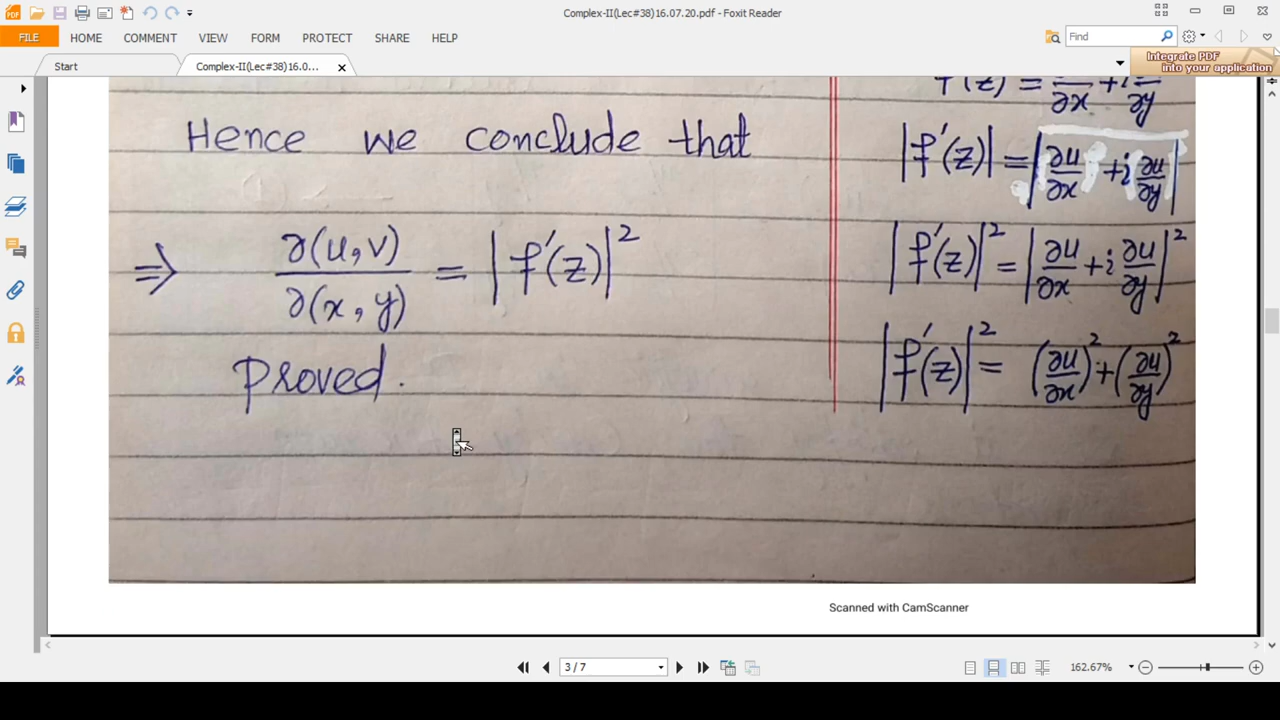 Complex-II(Lec#38)16.07.20.pdf - Foxit Reader
FILE HOME COMMENT VIEW FORM PROTECT SHARE HELP
Find
Integrate PDF
into your application
Start
Complex-II(Lec#38)16.0...
f'(z) = ∂u/∂x + i ∂u/∂y
Hence we conclude that
|f'(z)| = |∂u/∂x + i ∂u/∂y|
⇒ ∂(u,v)/∂(x,y) = |f'(z)|²
|f'(z)|² = |∂u/∂x + i ∂u/∂y|²
Proved.
|f'(z)|² = (∂u/∂x)² + (∂u/∂y)²
Scanned with CamScanner
3 / 7
162.67%